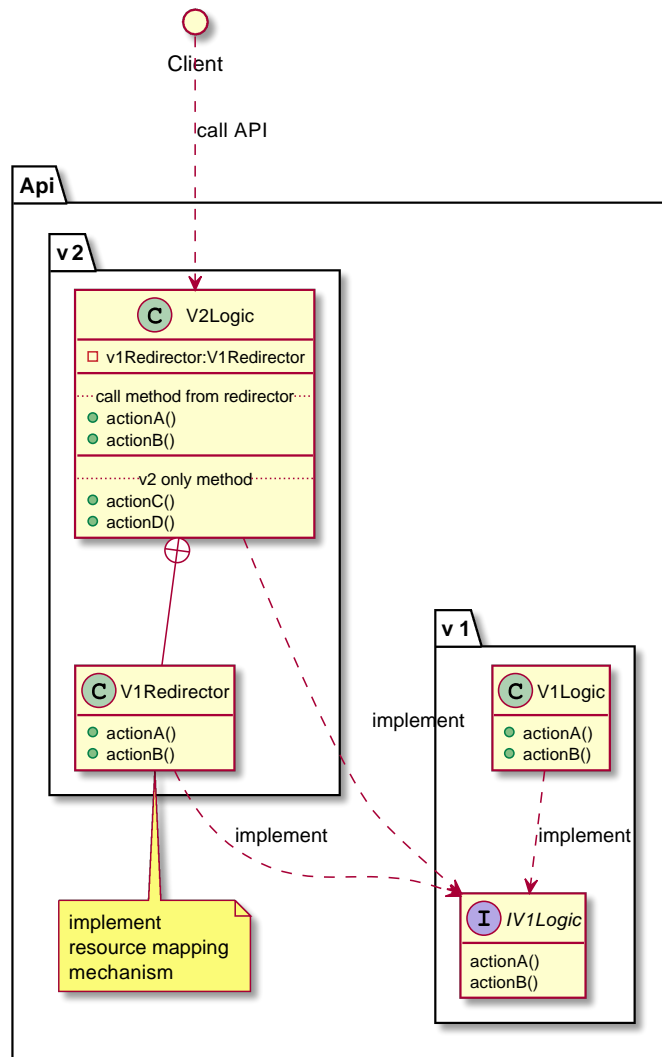 Client
call API
Api
v 2
C V2Logic
v1Redirector:V1Redirector
call method from redirector
actionA()
actionB()
v2 only method
actionC()
actionD()
v 1
C V1Redirector
actionA()
actionB()
C V1Logic
actionA()
actionB()
implement
implement
implement
implement
resource mapping
mechanism
I IV1Logic
actionA()
actionB()